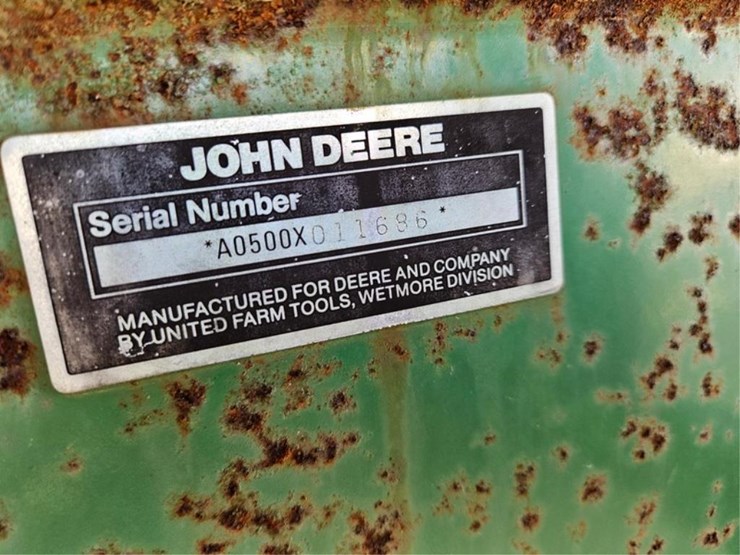 JOHN DEERE
Serial Number
*A0500X011686*
MANUFACTURED FOR DEERE AND COMPANY
BY UNITED FARM TOOLS, WETMORE DIVISION